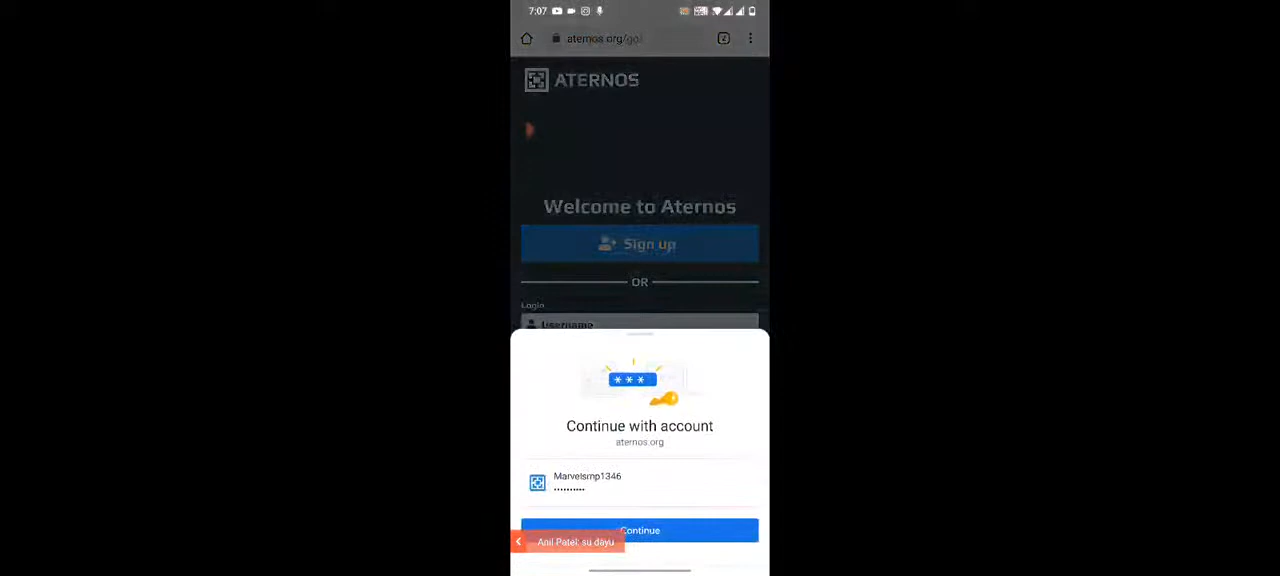 7:07
aternos.org/go/
ATERNOS
Welcome to Aternos
Sign up
OR
Login
Username
***
Continue with account
aternos.org
Marvelsmp1346
••••••••••
Continue
Anil Patel: su dayu